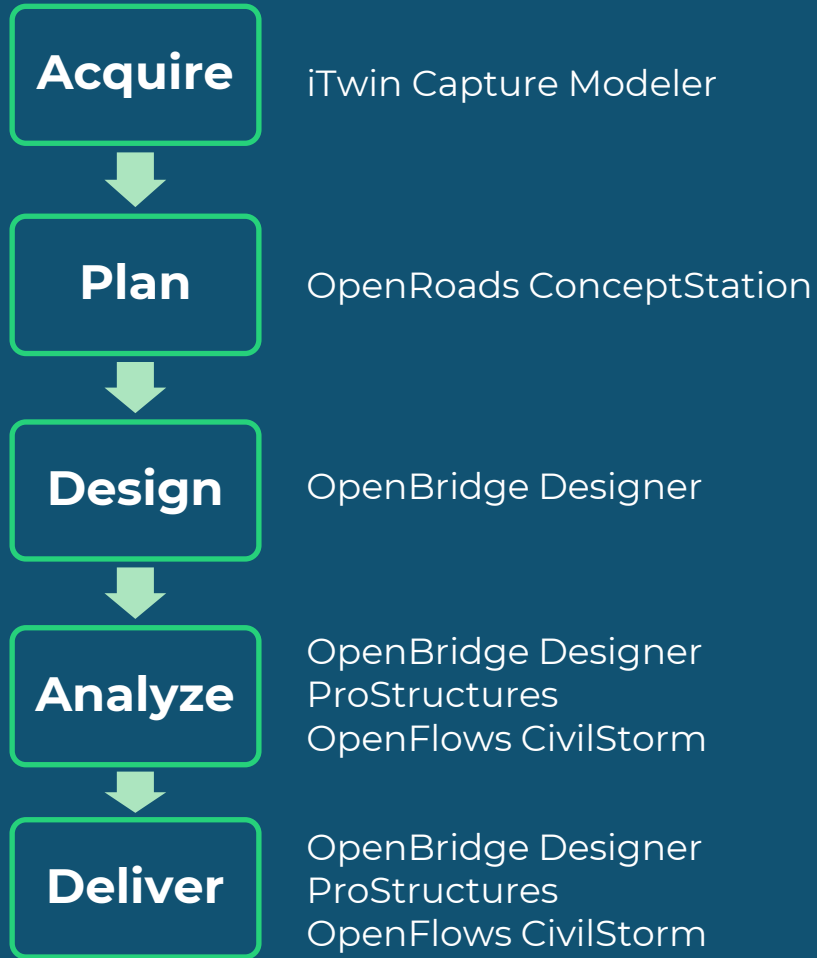 Acquire
iTwin Capture Modeler
Plan
OpenRoads ConceptStation
Design
OpenBridge Designer
Analyze
OpenBridge Designer
ProStructures
OpenFlows CivilStorm
Deliver
OpenBridge Designer
ProStructures
OpenFlows CivilStorm